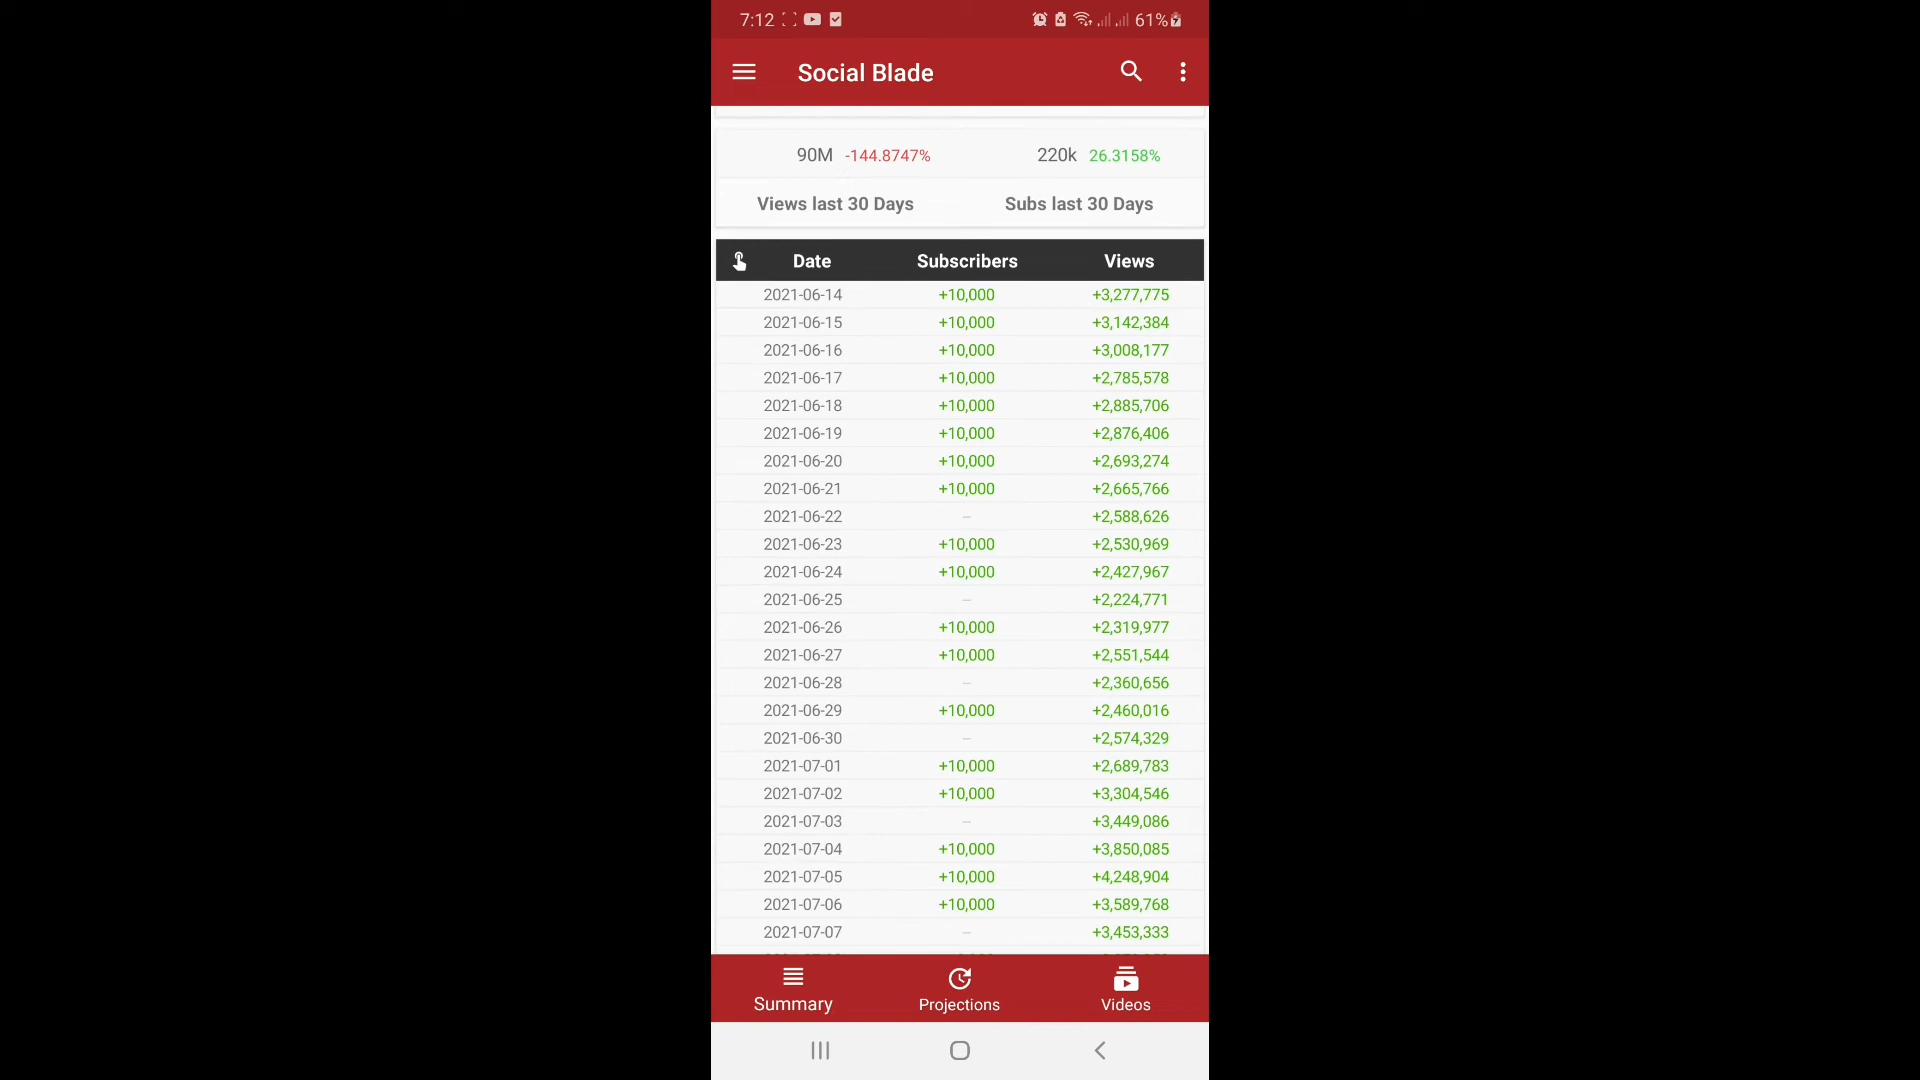 7:12 61%
Social Blade
90M -144.8747% 220k 26.3158%
Views last 30 Days Subs last 30 Days
Date Subscribers Views
2021-06-14 +10,000 +3,277,775
2021-06-15 +10,000 +3,142,384
2021-06-16 +10,000 +3,008,177
2021-06-17 +10,000 +2,785,578
2021-06-18 +10,000 +2,885,706
2021-06-19 +10,000 +2,876,406
2021-06-20 +10,000 +2,693,274
2021-06-21 +10,000 +2,665,766
2021-06-22 -- +2,588,626
2021-06-23 +10,000 +2,530,969
2021-06-24 +10,000 +2,427,967
2021-06-25 -- +2,224,771
2021-06-26 +10,000 +2,319,977
2021-06-27 +10,000 +2,551,544
2021-06-28 -- +2,360,656
2021-06-29 +10,000 +2,460,016
2021-06-30 -- +2,574,329
2021-07-01 +10,000 +2,689,783
2021-07-02 +10,000 +3,304,546
2021-07-03 -- +3,449,086
2021-07-04 +10,000 +3,850,085
2021-07-05 +10,000 +4,248,904
2021-07-06 +10,000 +3,589,768
2021-07-07 -- +3,453,333
Summary Projections Videos